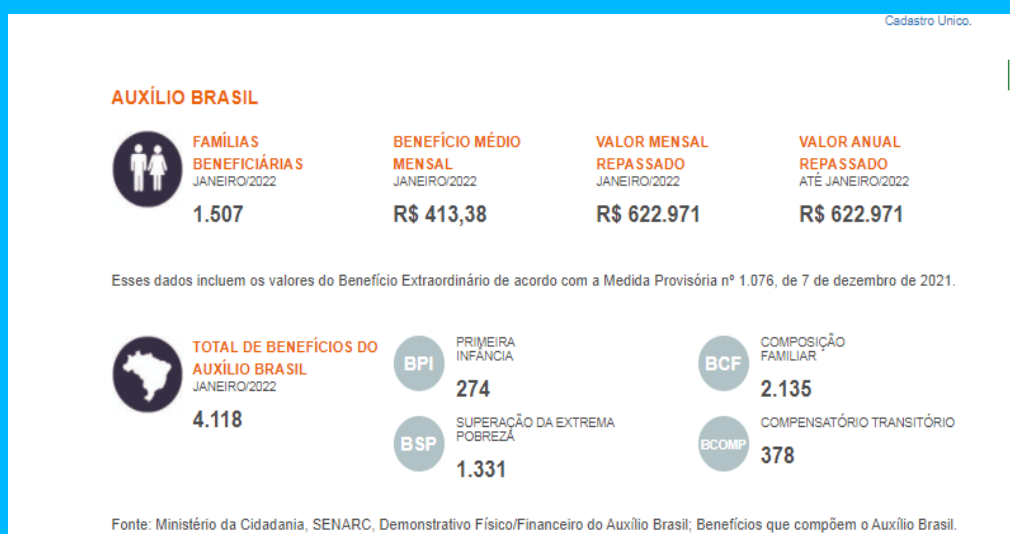 Cadastro Único.
AUXÍLIO BRASIL
FAMÍLIAS
BENEFICIÁRIAS
JANEIRO/2022
1.507
BENEFÍCIO MÉDIO
MENSAL
JANEIRO/2022
R$ 413,38
VALOR MENSAL
REPASSADO
JANEIRO/2022
R$ 622.971
VALOR ANUAL
REPASSADO
ATÉ JANEIRO/2022
R$ 622.971
Esses dados incluem os valores do Benefício Extraordinário de acordo com a Medida Provisória nº 1.076, de 7 de dezembro de 2021.
TOTAL DE BENEFÍCIOS DO
AUXÍLIO BRASIL
JANEIRO/2022
4.118
BPI
PRIMEIRA
INFÂNCIA
274
BCF
COMPOSIÇÃO
FAMILIAR
2.135
BSP
SUPERAÇÃO DA EXTREMA
POBREZA
1.331
BCOMP
COMPENSATÓRIO TRANSITÓRIO
378
Fonte: Ministério da Cidadania, SENARC, Demonstrativo Físico/Financeiro do Auxílio Brasil; Benefícios que compõem o Auxílio Brasil.